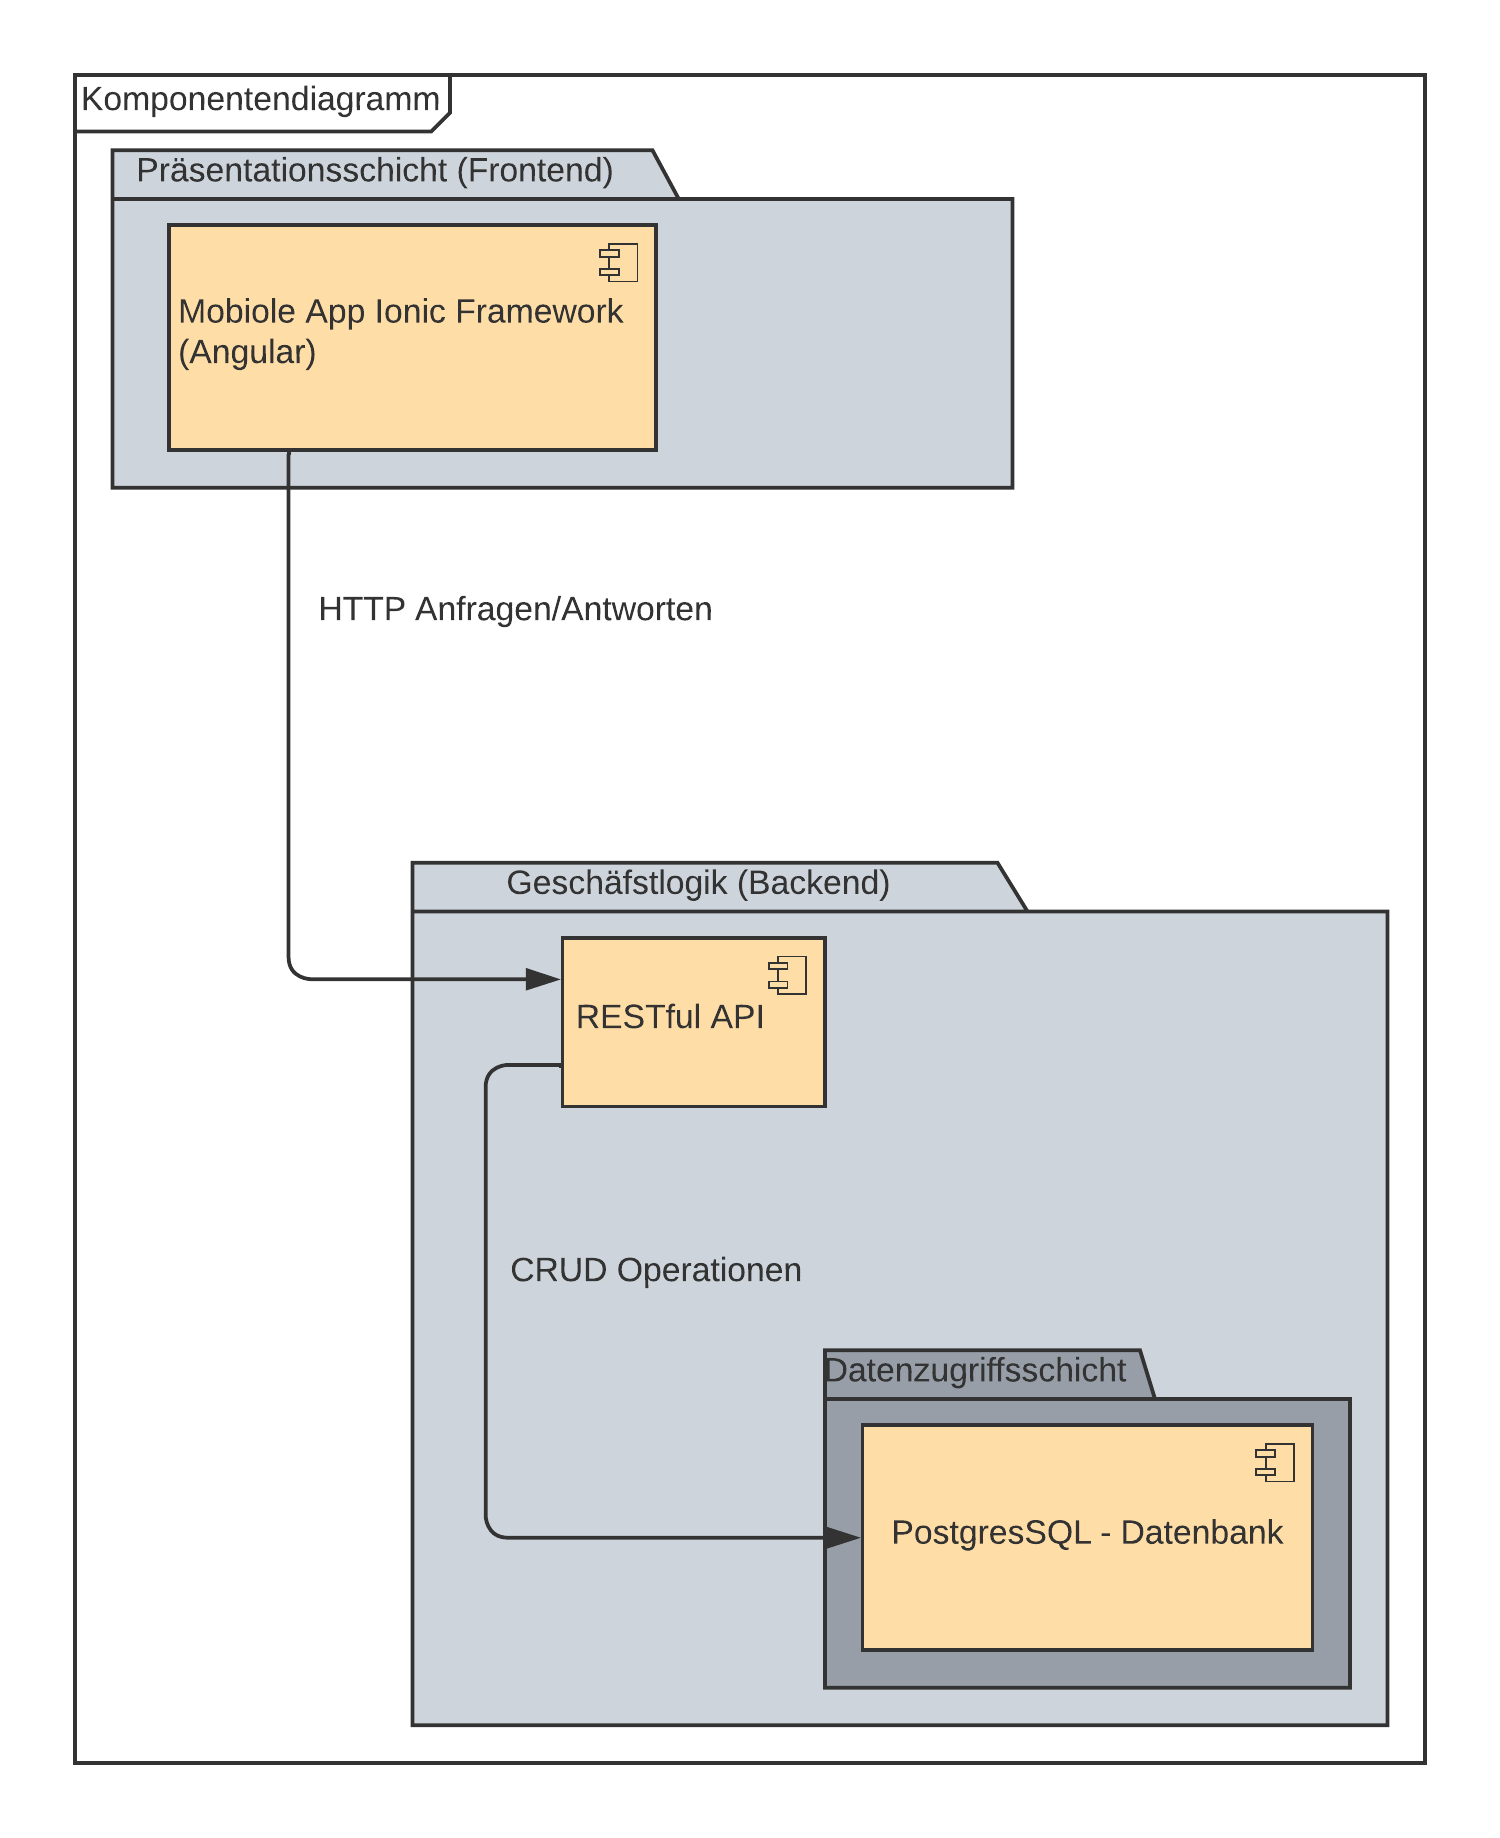 Komponentendiagramm
Präsentationsschicht (Frontend)
Mobiole App Ionic Framework
(Angular)
HTTP Anfragen/Antworten
Geschäfstlogik (Backend)
RESTful API
CRUD Operationen
Datenzugriffsschicht
PostgresSQL - Datenbank